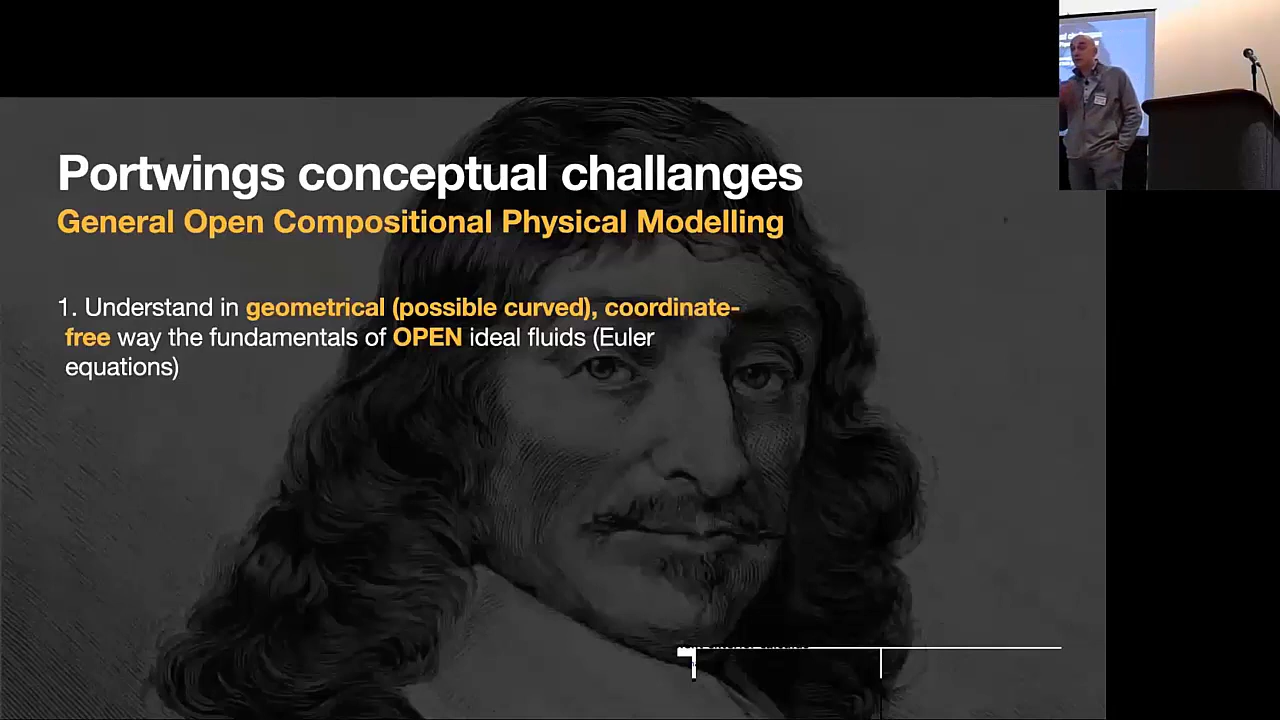 Portwings conceptual challanges
General Open Compositional Physical Modelling
1. Understand in geometrical (possible curved), coordinate-
free way the fundamentals of OPEN ideal fluids (Euler
equations)